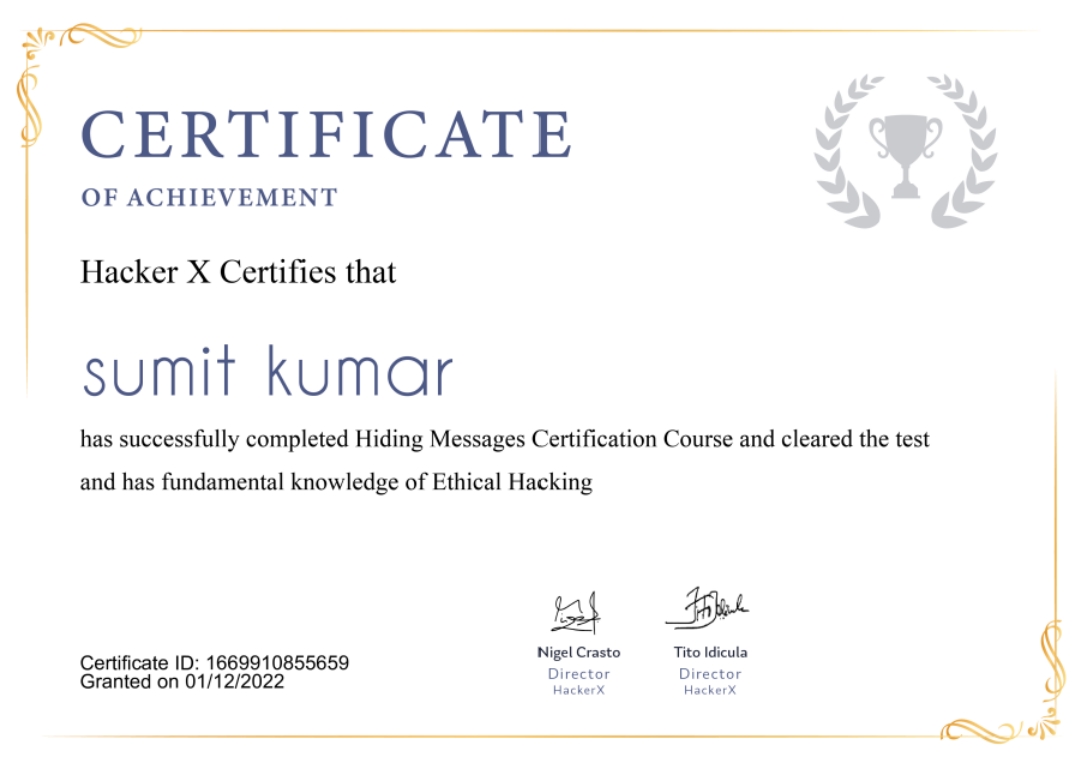 CERTIFICATE
OF ACHIEVEMENT
Hacker X Certifies that
sumit kumar
has successfully completed Hiding Messages Certification Course and cleared the test
and has fundamental knowledge of Ethical Hacking
Nigel Crasto
Director
HackerX
Tito Idicula
Director
HackerX
Certificate ID: 1669910855659
Granted on 01/12/2022